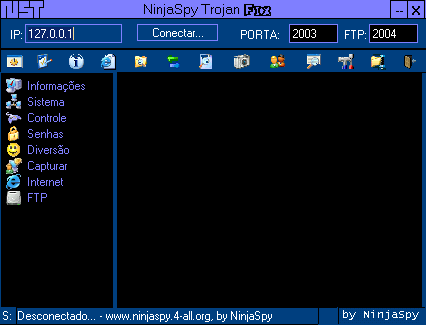 NST NinjaSpy Trojan Fox
IP: 127.0.0.1 Conectar... PORTA: 2003 FTP: 2004
Informações
Sistema
Controle
Senhas
Diversão
Capturar
Internet
FTP
S: Desconectado... - www.ninjaspy.4-all.org, by NinjaSpy by NinjaSpy